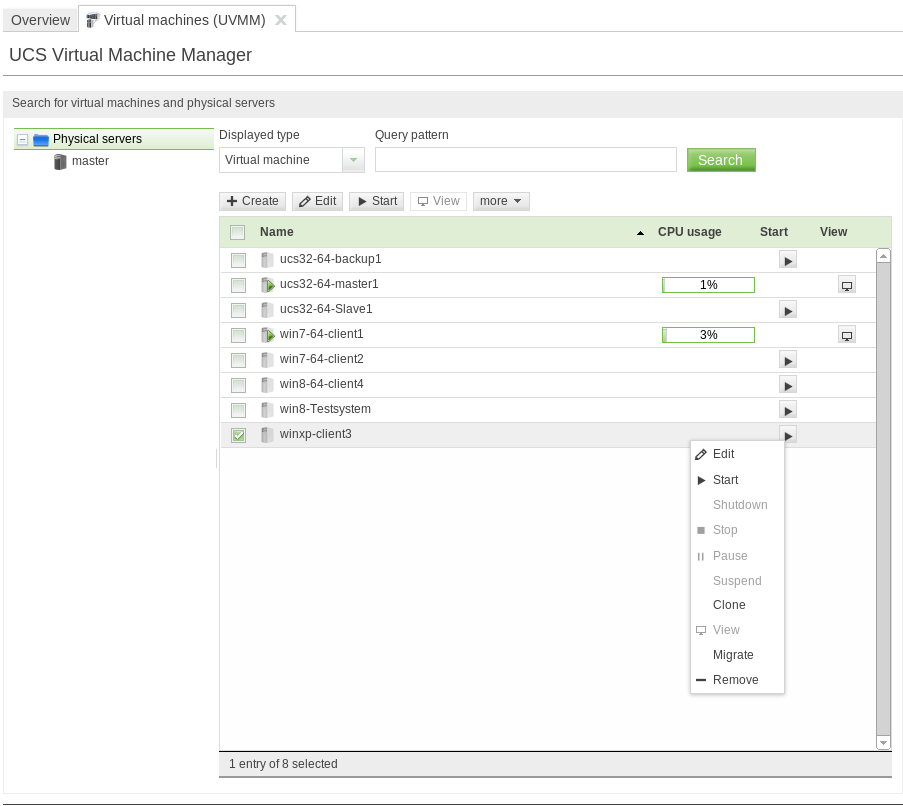 Overview Virtual machines (UVMM)
UCS Virtual Machine Manager
Search for virtual machines and physical servers
Physical servers
master
Displayed type Query pattern
Virtual machine Search
Create Edit Start View more
Name CPU usage Start View
ucs32-64-backup1
ucs32-64-master1 1%
ucs32-64-Slave1
win7-64-client1 3%
win7-64-client2
win8-64-client4
win8-Testsystem
winxp-client3
Edit
Start
Shutdown
Stop
Pause
Suspend
Clone
View
Migrate
Remove
1 entry of 8 selected